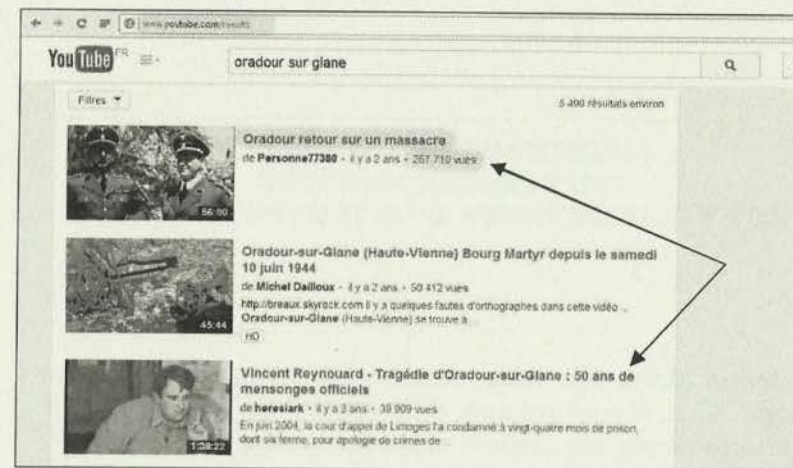 www.youtube.com/results
YouTube FR
oradour sur glane
Filtres
5 490 résultats environ
Oradour retour sur un massacre
de Personne77380 • il y a 2 ans • 267 710 vues
56:00
Oradour-sur-Glane (Haute-Vienne) Bourg Martyr depuis le samedi
10 juin 1944
de Michel Dailloux • il y a 2 ans • 50 412 vues
http://breaux.skyrock.com Il y a quelques fautes d'orthographes dans cette vidéo ...
Oradour-sur-Glane (Haute-Vienne) se trouve à ...
45:44
HD
Vincent Reynouard - Tragédie d'Oradour-sur-Glane : 50 ans de
mensonges officiels
de heresiark • il y a 3 ans • 38 909 vues
En juin 2004, la cour d'appel de Limoges l'a condamné à vingt-quatre mois de prison,
dont six ferme, pour apologie de crimes de ...
1:38:22